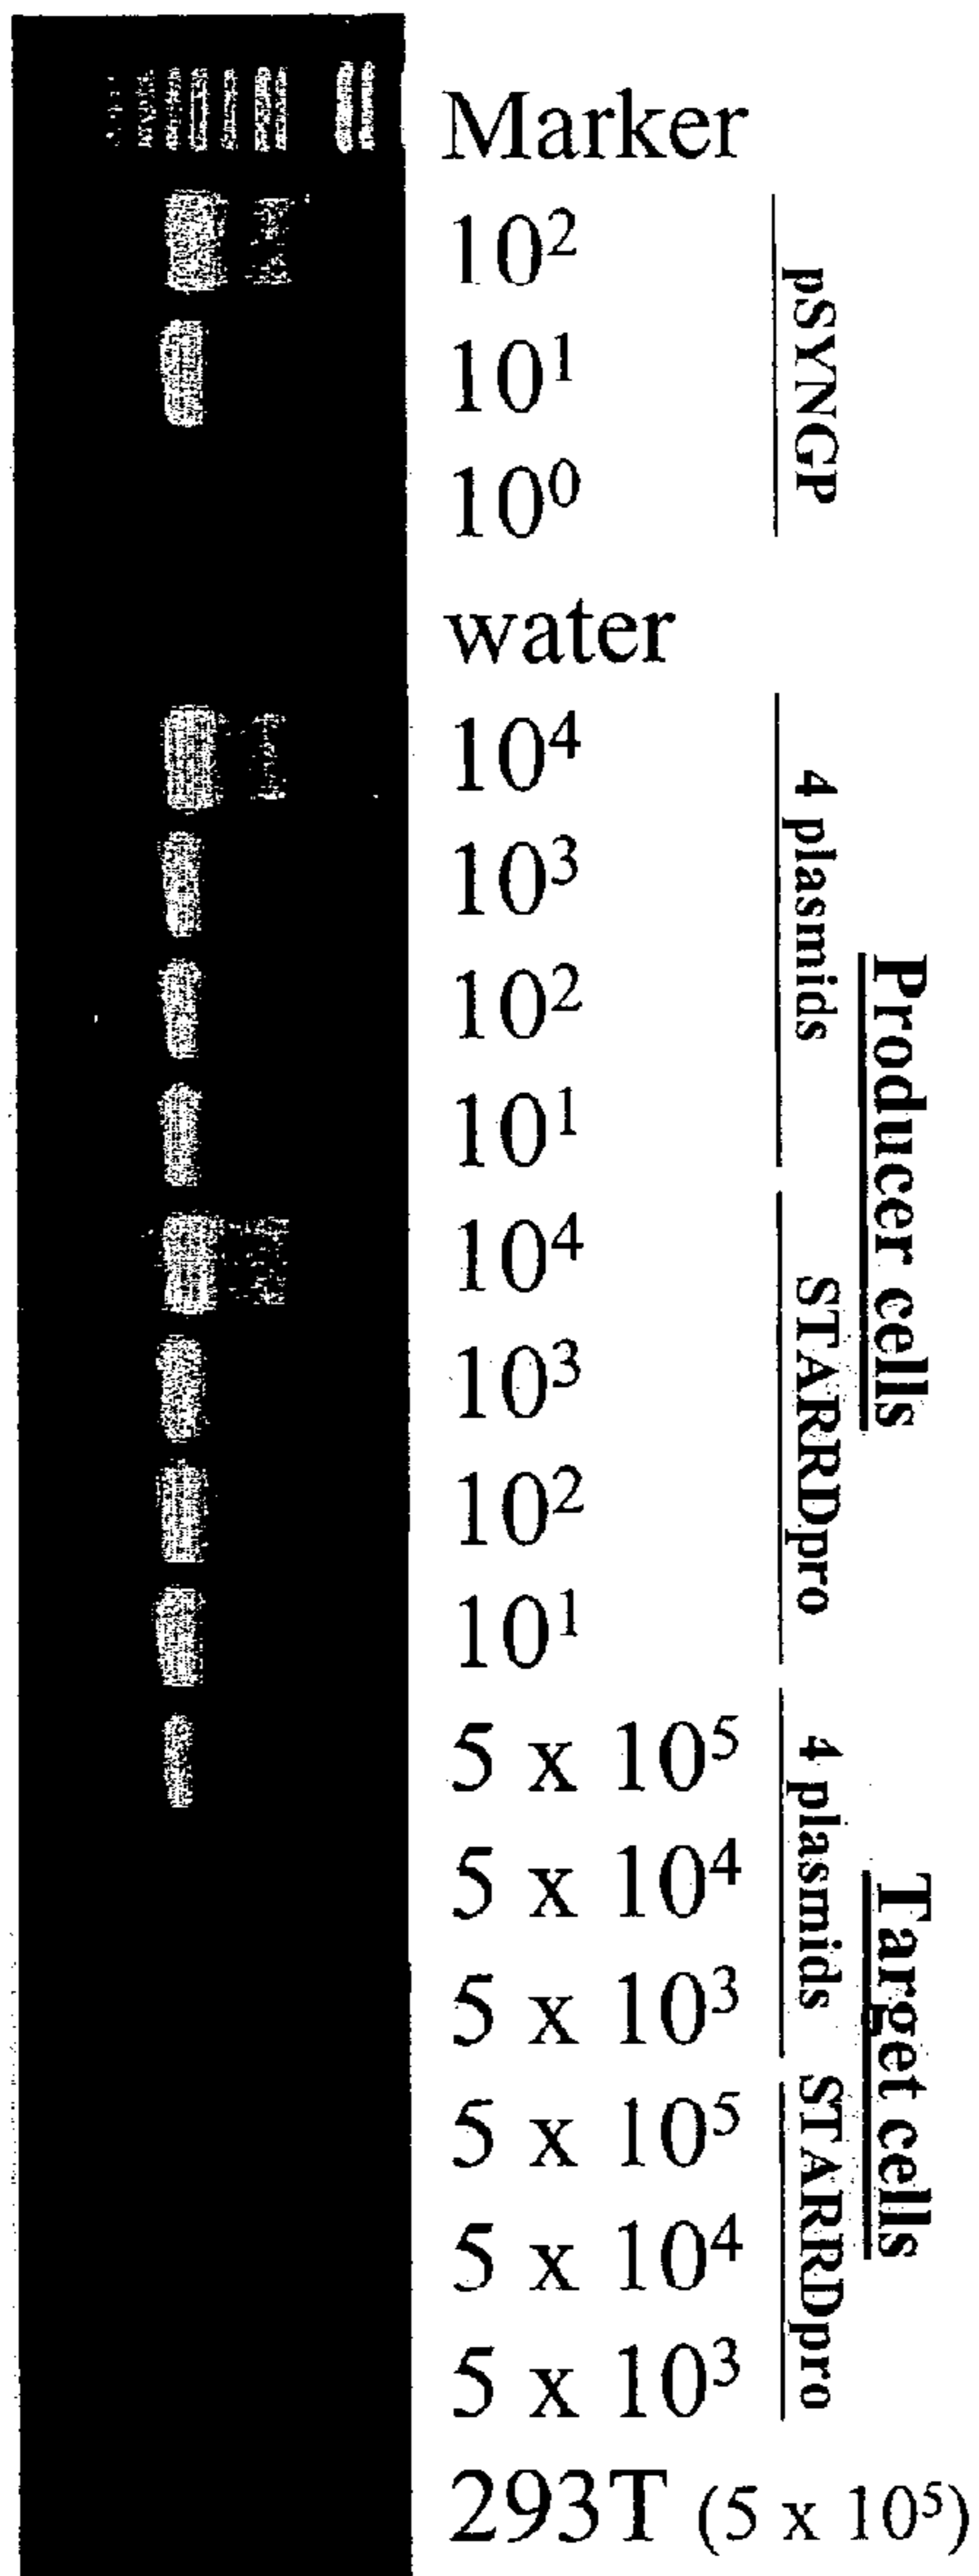 Marker
10²
10¹
10⁰
pSYNGP
water
10⁴
10³
10²
10¹
4 plasmids
10⁴
10³
10²
10¹
STARRDpro
Producer cells
5 x 10⁵
5 x 10⁴
5 x 10³
4 plasmids
5 x 10⁵
5 x 10⁴
5 x 10³
STARRDpro
Target cells
293T (5 x 10⁵)